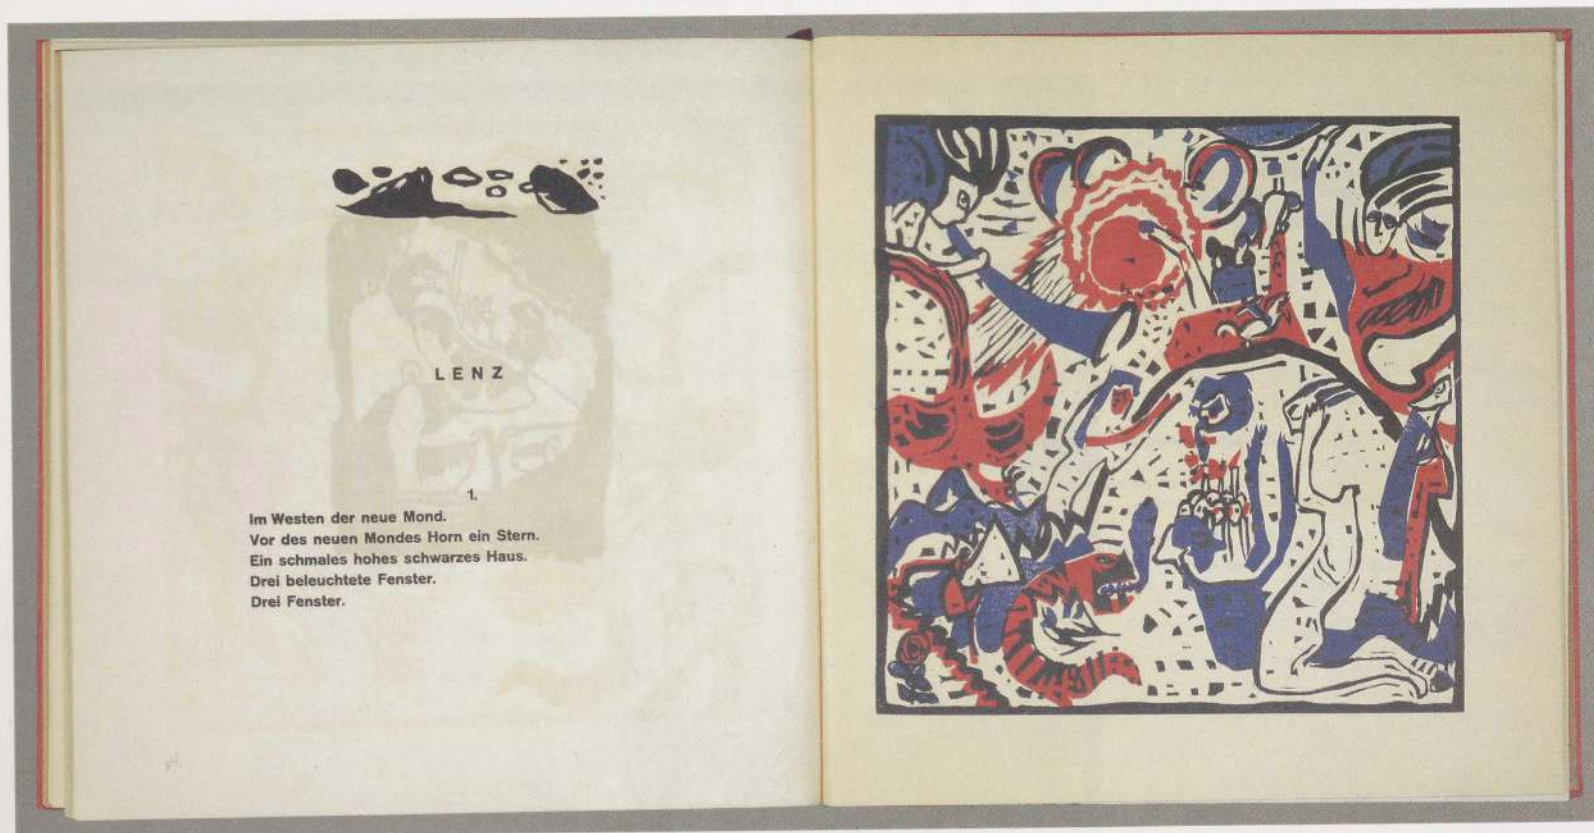 LENZ
1.
Im Westen der neue Mond.
Vor des neuen Mondes Horn ein Stern.
Ein schmales hohes schwarzes Haus.
Drei beleuchtete Fenster.
Drei Fenster.